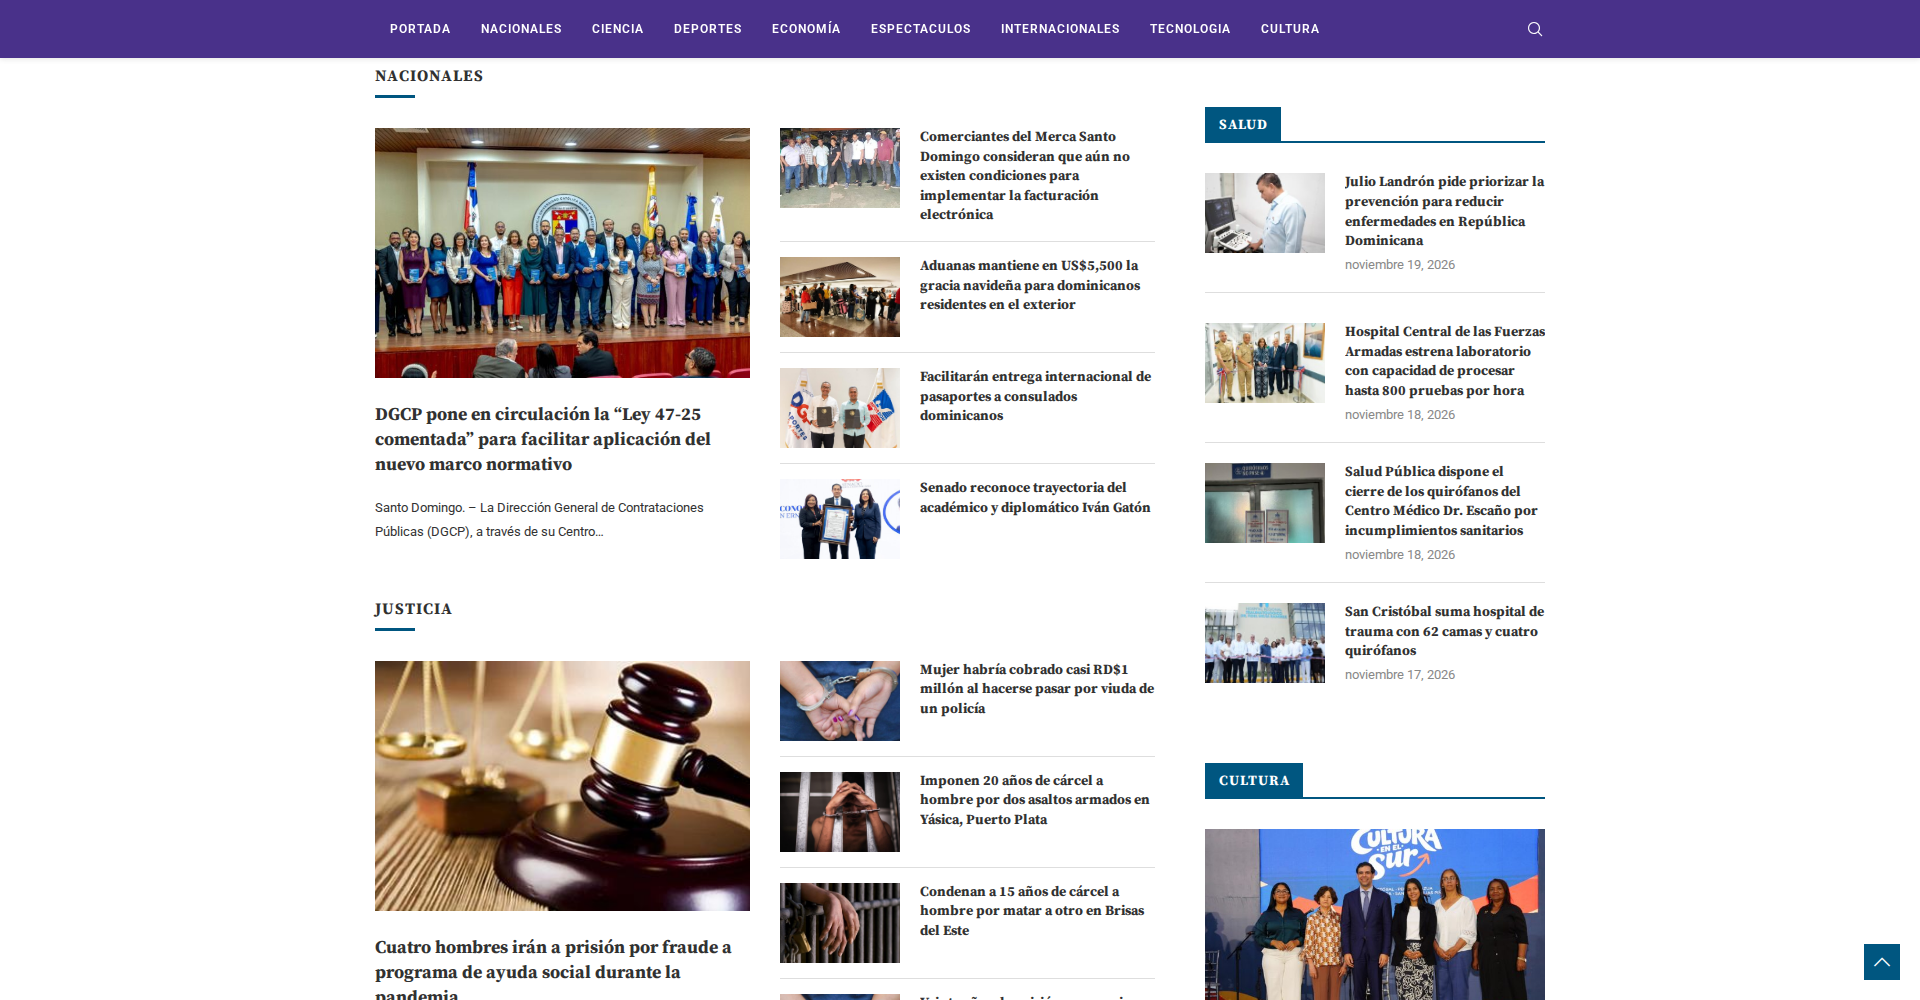 PORTADA NACIONALES CIENCIA DEPORTES ECONOMÍA ESPECTACULOS INTERNACIONALES TECNOLOGIA CULTURA
NACIONALES
DGCP pone en circulación la “Ley 47-25
comentada” para facilitar aplicación del
nuevo marco normativo
Santo Domingo. – La Dirección General de Contrataciones
Públicas (DGCP), a través de su Centro...
Comerciantes del Merca Santo
Domingo consideran que aún no
existen condiciones para
implementar la facturación
electrónica
Aduanas mantiene en US$5,500 la
gracia navideña para dominicanos
residentes en el exterior
Facilitarán entrega internacional de
pasaportes a consulados
dominicanos
Senado reconoce trayectoria del
académico y diplomático Iván Gatón
JUSTICIA
Cuatro hombres irán a prisión por fraude a
programa de ayuda social durante la
pandemia
Mujer habría cobrado casi RD$1
millón al hacerse pasar por viuda de
un policía
Imponen 20 años de cárcel a
hombre por dos asaltos armados en
Yásica, Puerto Plata
Condenan a 15 años de cárcel a
hombre por matar a otro en Brisas
del Este
SALUD
Julio Landrón pide priorizar la
prevención para reducir
enfermedades en República
Dominicana
noviembre 19, 2026
Hospital Central de las Fuerzas
Armadas estrena laboratorio
con capacidad de procesar
hasta 800 pruebas por hora
noviembre 18, 2026
Salud Pública dispone el
cierre de los quirófanos del
Centro Médico Dr. Escaño por
incumplimientos sanitarios
noviembre 18, 2026
San Cristóbal suma hospital de
trauma con 62 camas y cuatro
quirófanos
noviembre 17, 2026
CULTURA
CULTURA
EN EL
Sur